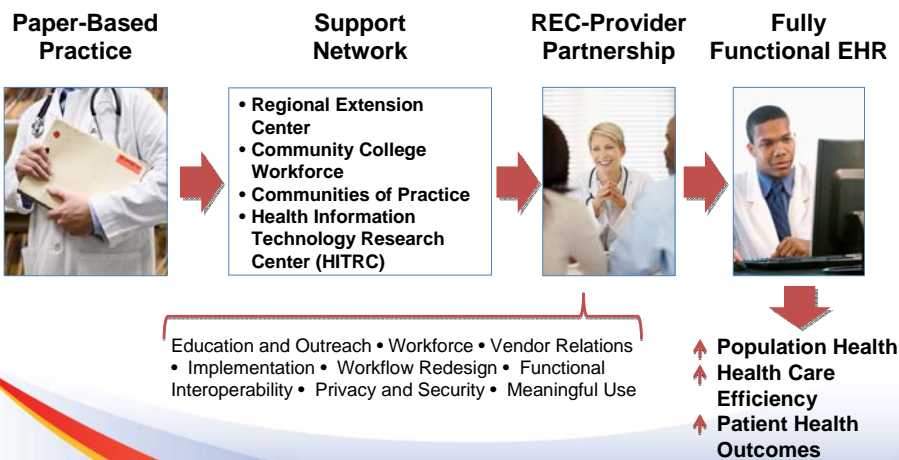 Paper-Based
Practice
Support
Network
REC-Provider
Partnership
Fully
Functional EHR
• Regional Extension
Center
• Community College
Workforce
• Communities of Practice
• Health Information
Technology Research
Center (HITRC)
Education and Outreach • Workforce • Vendor Relations
• Implementation • Workflow Redesign • Functional
Interoperability • Privacy and Security • Meaningful Use
Population Health
Health Care
Efficiency
Patient Health
Outcomes